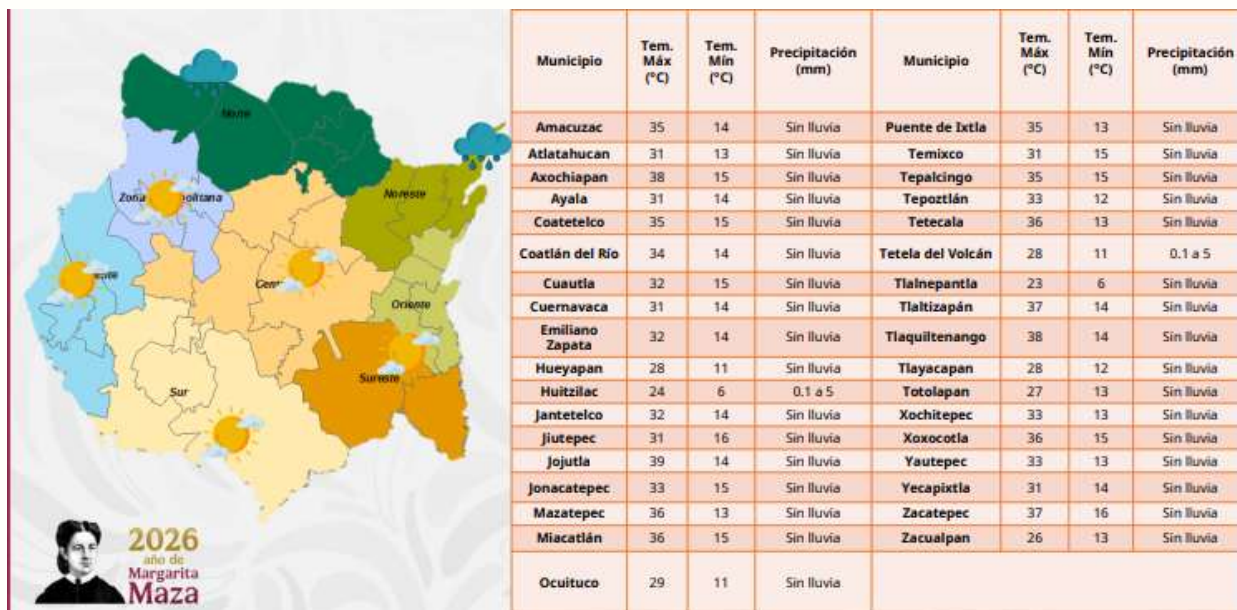 Norte
Noreste
Oriente
Sureste
Sur
2026
año de
Margarita
Maza
Municipio Tem. Máx (°C) Tem. Mín (°C) Precipitación (mm) Municipio Tem. Máx (°C) Tem. Mín (°C) Precipitación (mm)
Amacuzac 35 14 Sin lluvia Puente de Ixtla 35 13 Sin lluvia
Atlatahucan 31 13 Sin lluvia Temixco 31 15 Sin lluvia
Axochiapan 38 15 Sin lluvia Tepalcingo 35 15 Sin lluvia
Ayala 31 14 Sin lluvia Tepoztlán 33 12 Sin lluvia
Coatetelco 35 15 Sin lluvia Tetecala 36 13 Sin lluvia
Coatlán del Río 34 14 Sin lluvia Tetela del Volcán 28 11 0.1 a 5
Cuautla 32 15 Sin lluvia Tlalnepantla 23 6 Sin lluvia
Cuernavaca 31 14 Sin lluvia Tlaltizapán 37 14 Sin lluvia
Emiliano Zapata 32 14 Sin lluvia Tlaquiltenango 38 14 Sin lluvia
Hueyapan 28 11 Sin lluvia Tlayacapan 28 12 Sin lluvia
Huitzilac 24 6 0.1 a 5 Totolapan 27 13 Sin lluvia
Jantetelco 32 14 Sin lluvia Xochitepec 33 13 Sin lluvia
Jiutepec 31 16 Sin lluvia Xoxocotla 36 15 Sin lluvia
Jojutla 39 14 Sin lluvia Yautepec 33 13 Sin lluvia
Jonacatepec 33 15 Sin lluvia Yecapixtla 31 14 Sin lluvia
Mazatepec 36 13 Sin lluvia Zacatepec 37 16 Sin lluvia
Miacatlán 36 15 Sin lluvia Zacualpan 26 13 Sin lluvia
Ocuituco 29 11 Sin lluvia